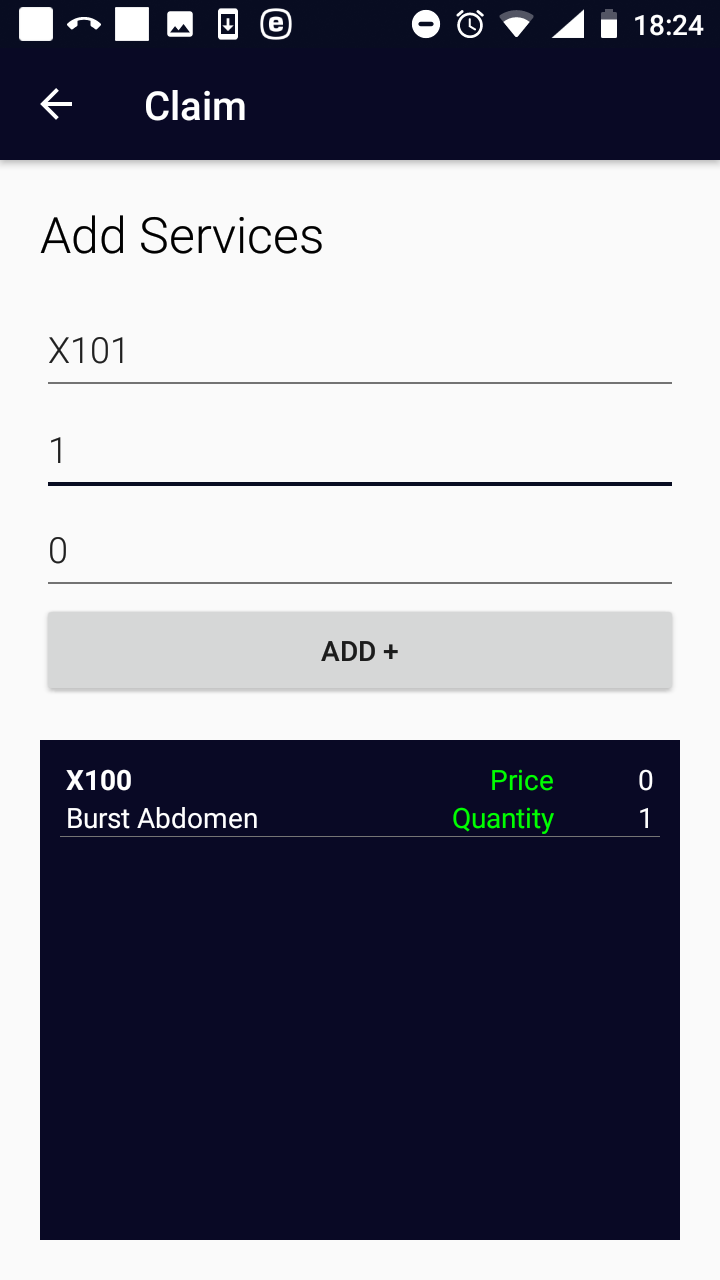 18:24
Claim
Add Services
X101
1
0
ADD +
X100 Price 0
Burst Abdomen Quantity 1